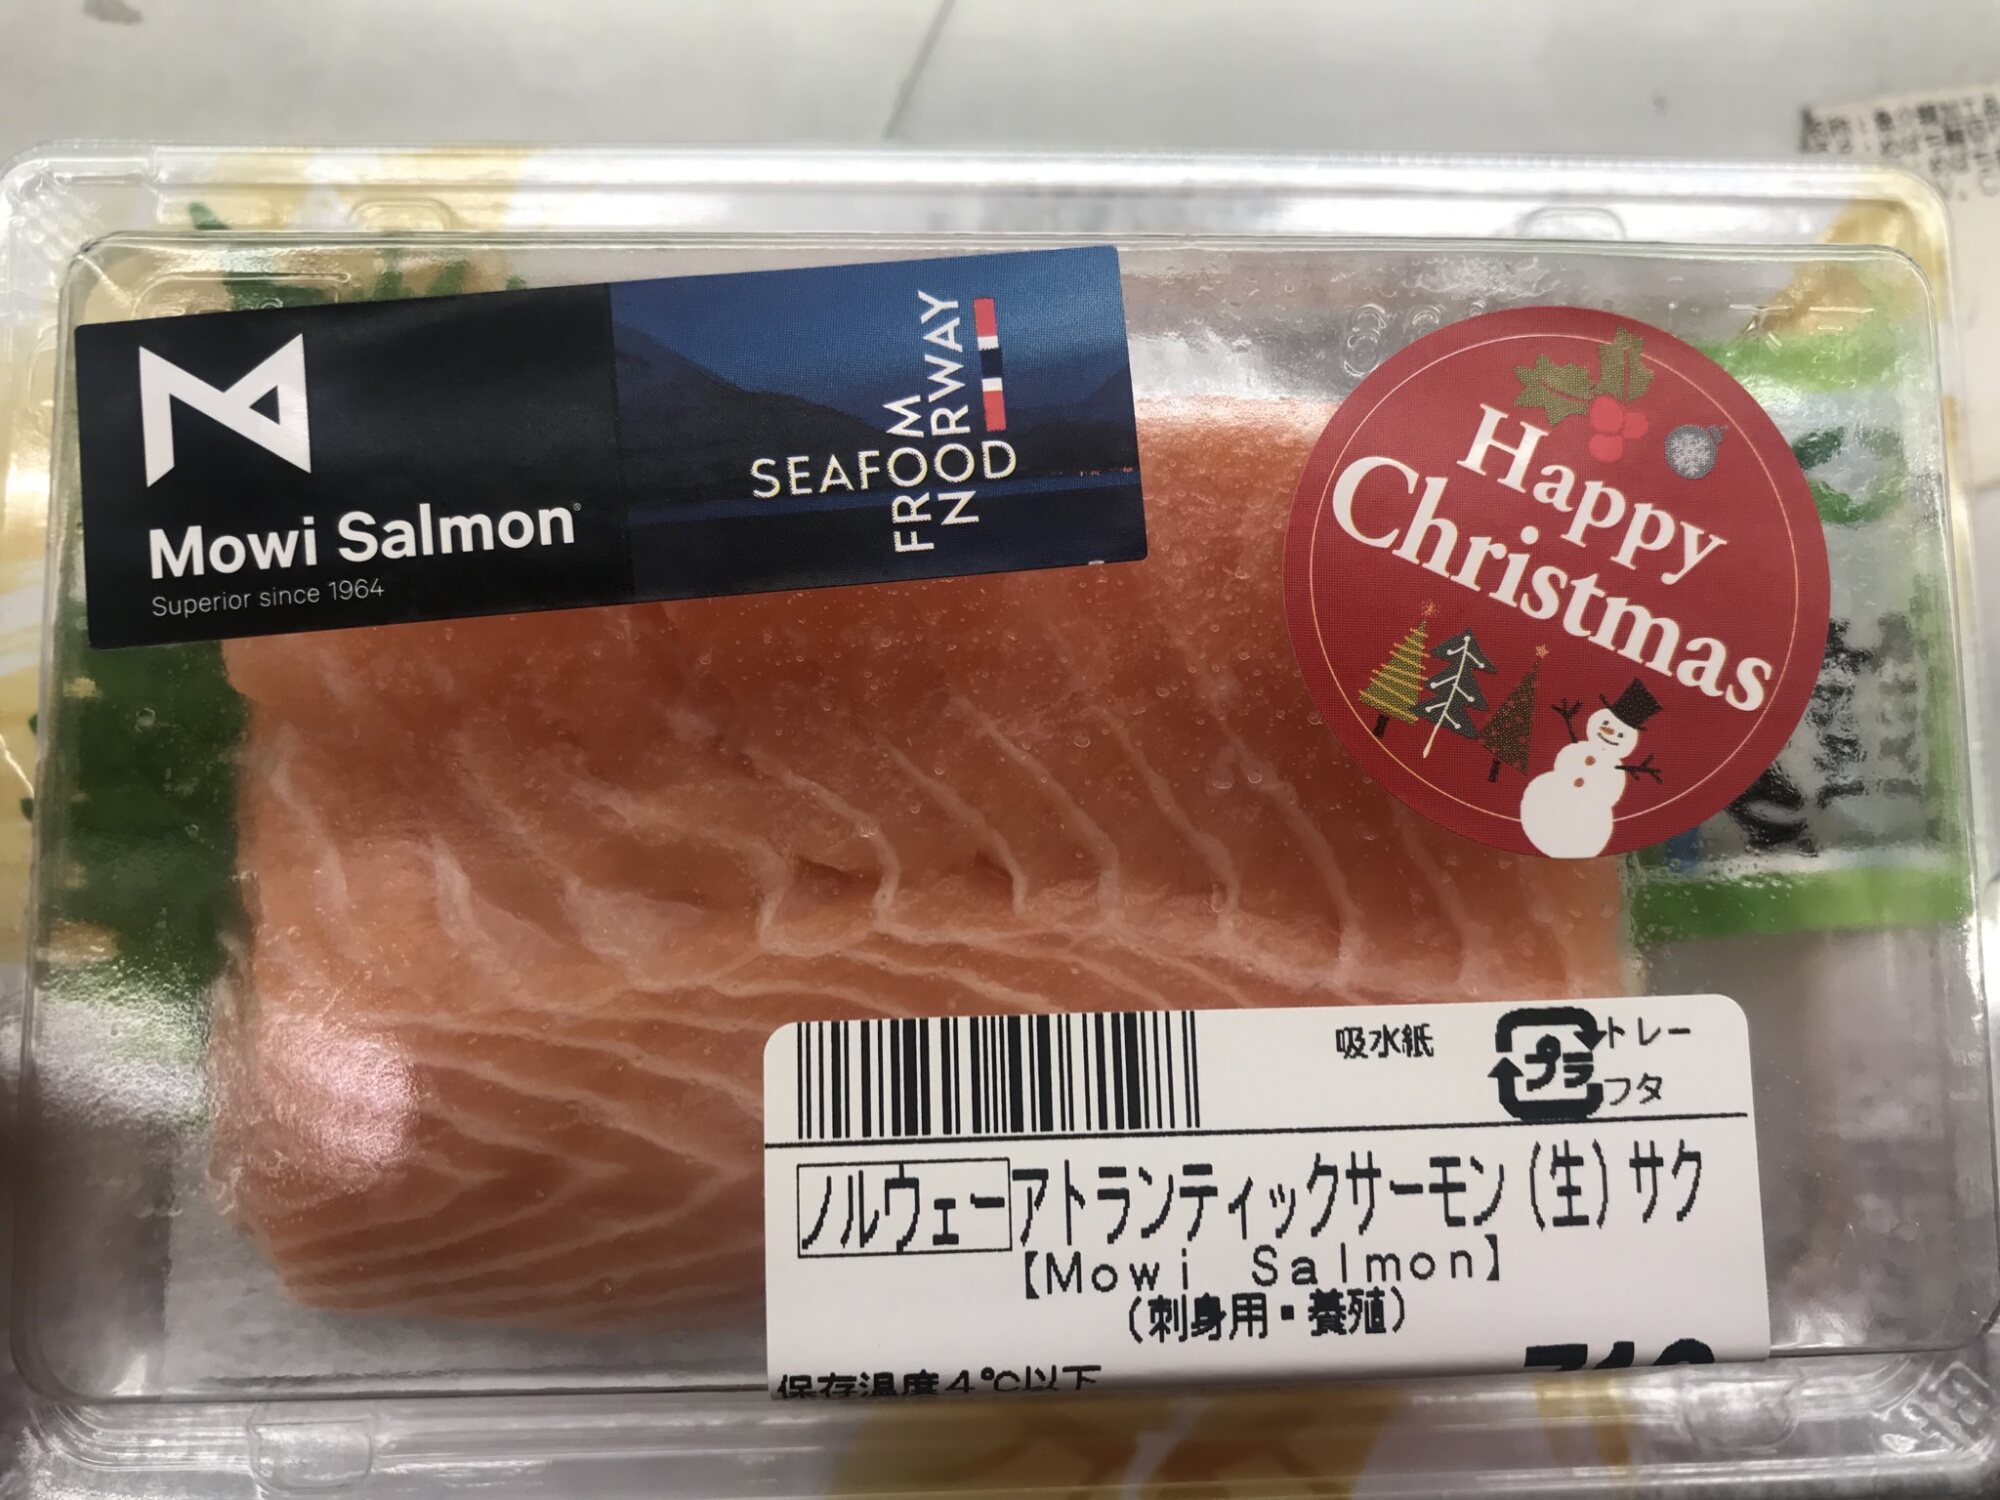 Mowi Salmon
Superior since 1964
SEAFOOD
FROM
NORWAY
Happy
Christmas
吸水紙
プラ
トレー
フタ
ノルウェーアトランティックサーモン(生)サク
【Mowi Salmon】
(刺身用・養殖)
保存温度4℃以下